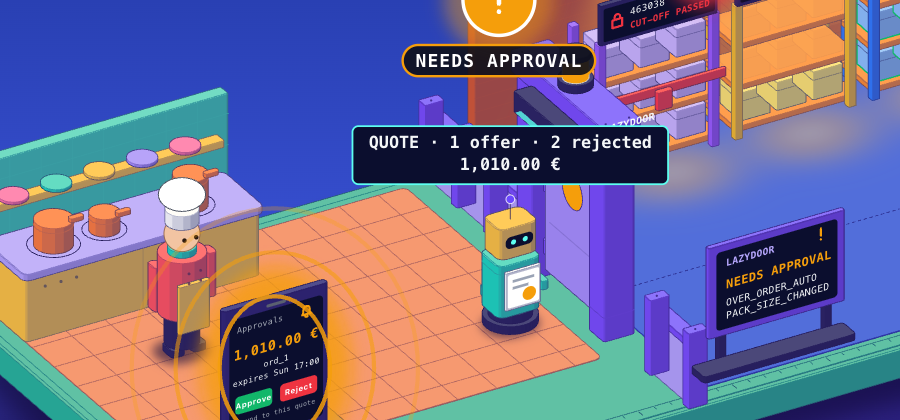 463038
CUT-OFF PASSED
!
NEEDS APPROVAL
QUOTE · 1 offer · 2 rejected
1,010.00 €
LAZYDOOR
!
NEEDS APPROVAL
OVER_ORDER_AUTO
PACK_SIZE_CHANGED
Approvals
1,010.00 €
ord_1
expires Sun 17:00
Approve
Reject
to this quote